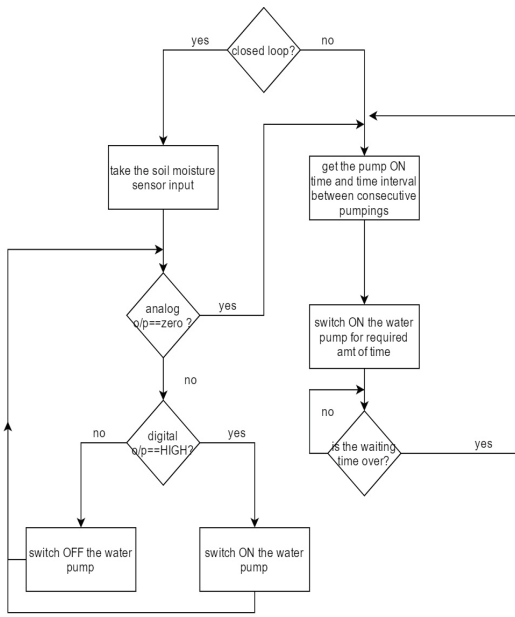 yes
closed loop?
no
take the soil moisture
sensor input
get the pump ON
time and time interval
between consecutive
pumpings
analog
o/p==zero ?
yes
switch ON the water
pump for required
amt of time
no
no
digital
o/p==HIGH?
yes
no
is the waiting
time over?
yes
switch OFF the water
pump
switch ON the water
pump